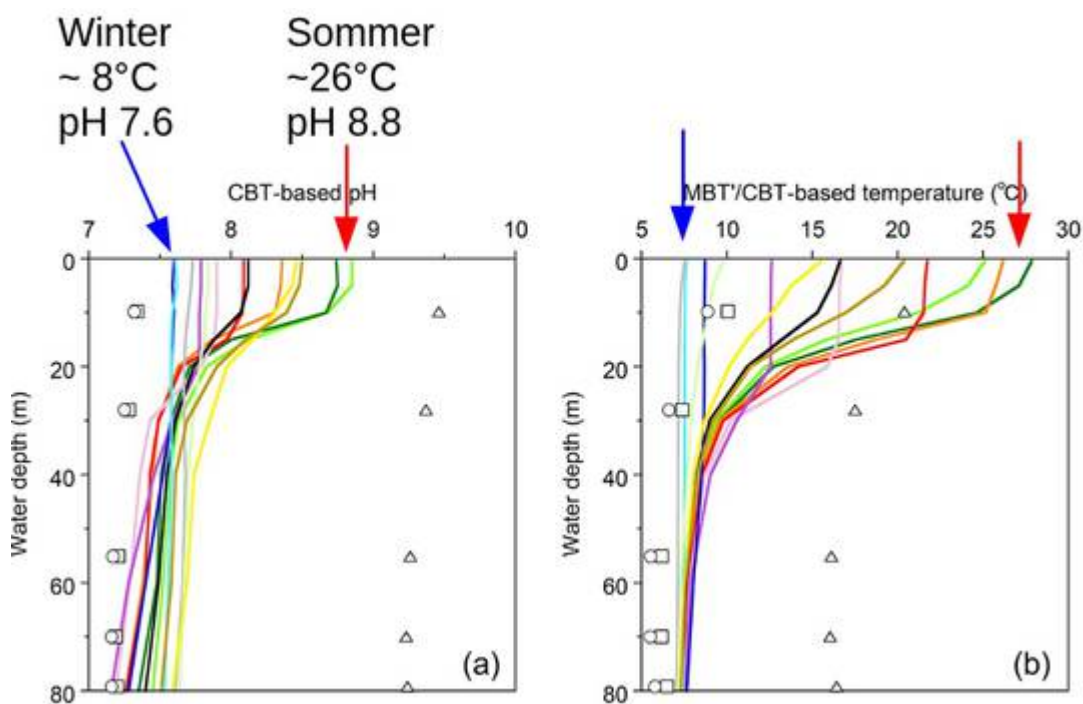 Winter
~ 8°C
pH 7.6
Sommer
~26°C
pH 8.8
CBT-based pH
7 8 9 10
0
20
40
60
80
Water depth (m)
(a)
MBT'/CBT-based temperature (°C)
5 10 15 20 25 30
0
20
40
60
80
Water depth (m)
(b)